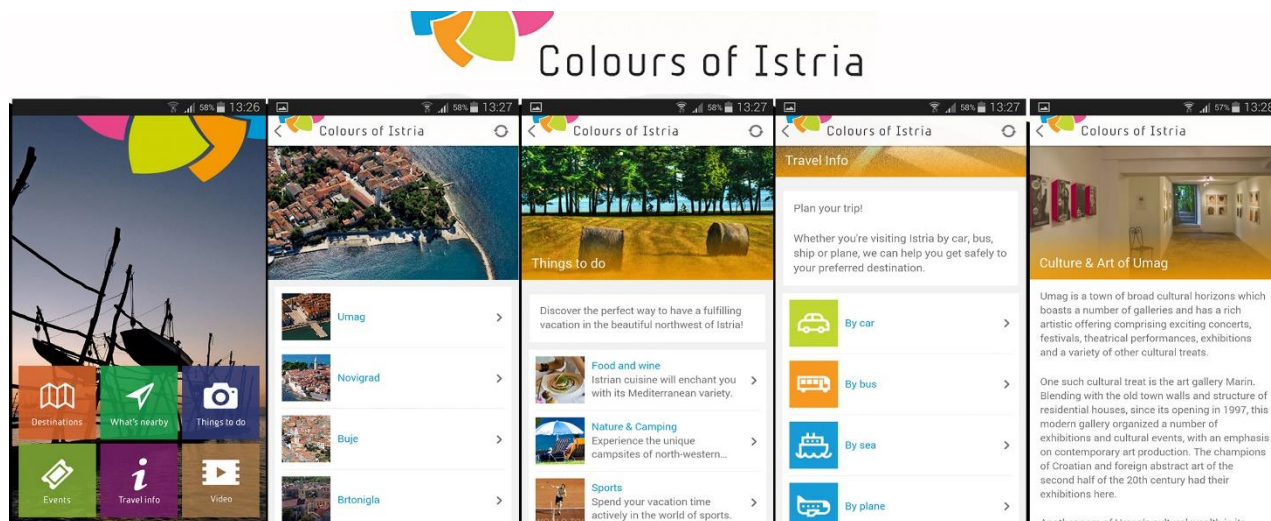 Colours of Istria
58% 13:26
Destinations
What's nearby
Things to do
Events
Travel info
Video
58% 13:27
Colours of Istria
Umag
Novigrad
Buje
Brtonigla
58% 13:27
Colours of Istria
Things to do
Discover the perfect way to have a fulfilling
vacation in the beautiful northwest of Istria!
Food and wine
Istrian cuisine will enchant you
with its Mediterranean variety.
Nature & Camping
Experience the unique
campsites of north-western...
Sports
Spend your vacation time
actively in the world of sports.
58% 13:27
Colours of Istria
Travel Info
Plan your trip!
Whether you're visiting Istria by car, bus,
ship or plane, we can help you get safely to
your preferred destination.
By car
By bus
By sea
By plane
57% 13:28
Colours of Istria
Culture & Art of Umag
Umag is a town of broad cultural horizons which
boasts a number of galleries and has a rich
artistic offering comprising exciting concerts,
festivals, theatrical performances, exhibitions
and a variety of other cultural treats.
One such cultural treat is the art gallery Marin.
Blending with the old town walls and structure of
residential houses, since its opening in 1997, this
modern gallery organized a number of
exhibitions and cultural events, with an emphasis
on contemporary art production. The champions
of Croatian and foreign abstract art of the
second half of the 20th century had their
exhibitions here.